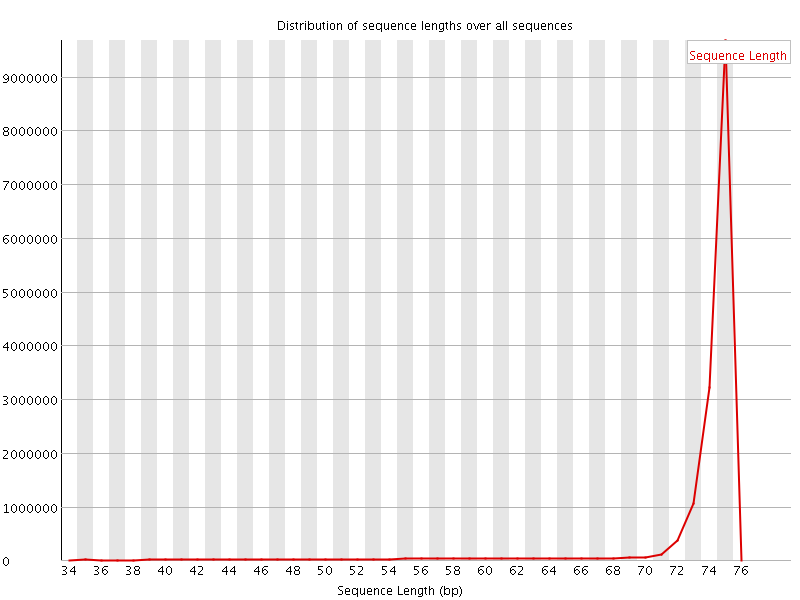 Distribution of sequence lengths over all sequences
Sequence Length
9000000
8000000
7000000
6000000
5000000
4000000
3000000
2000000
1000000
0
34 36 38 40 42 44 46 48 50 52 54 56 58 60 62 64 66 68 70 72 74 76
Sequence Length (bp)